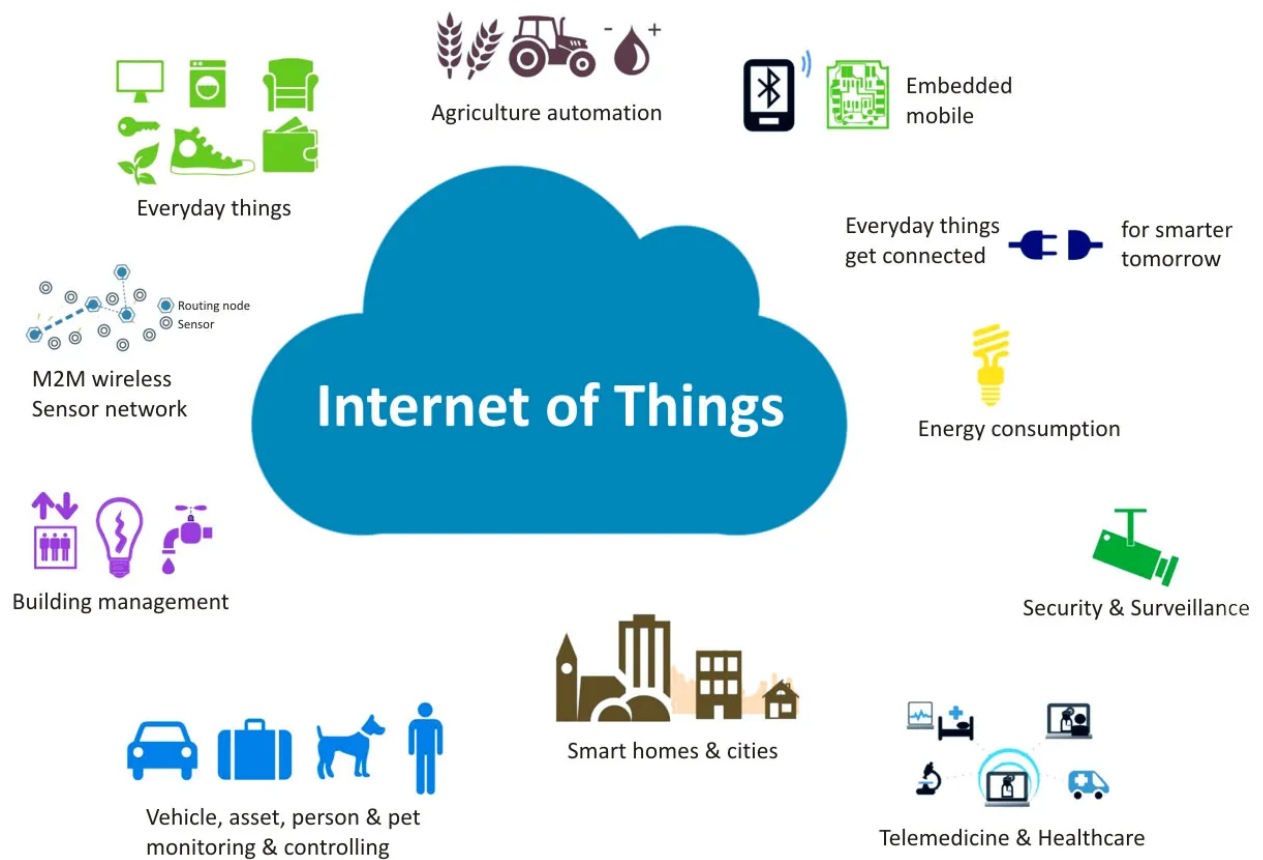 Agriculture automation
Embedded
mobile
Everyday things
Everyday things
get connected
for smarter
tomorrow
Routing node
Sensor
M2M wireless
Sensor network
Internet of Things
Energy consumption
Building management
Security & Surveillance
Smart homes & cities
Vehicle, asset, person & pet
monitoring & controlling
Telemedicine & Healthcare